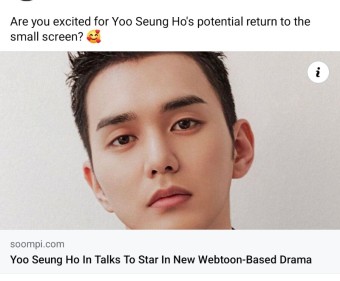 Are you excited for Yoo Seung Ho's potential return to the
small screen? 🥰
i
soompi.com
Yoo Seung Ho In Talks To Star In New Webtoon-Based Drama